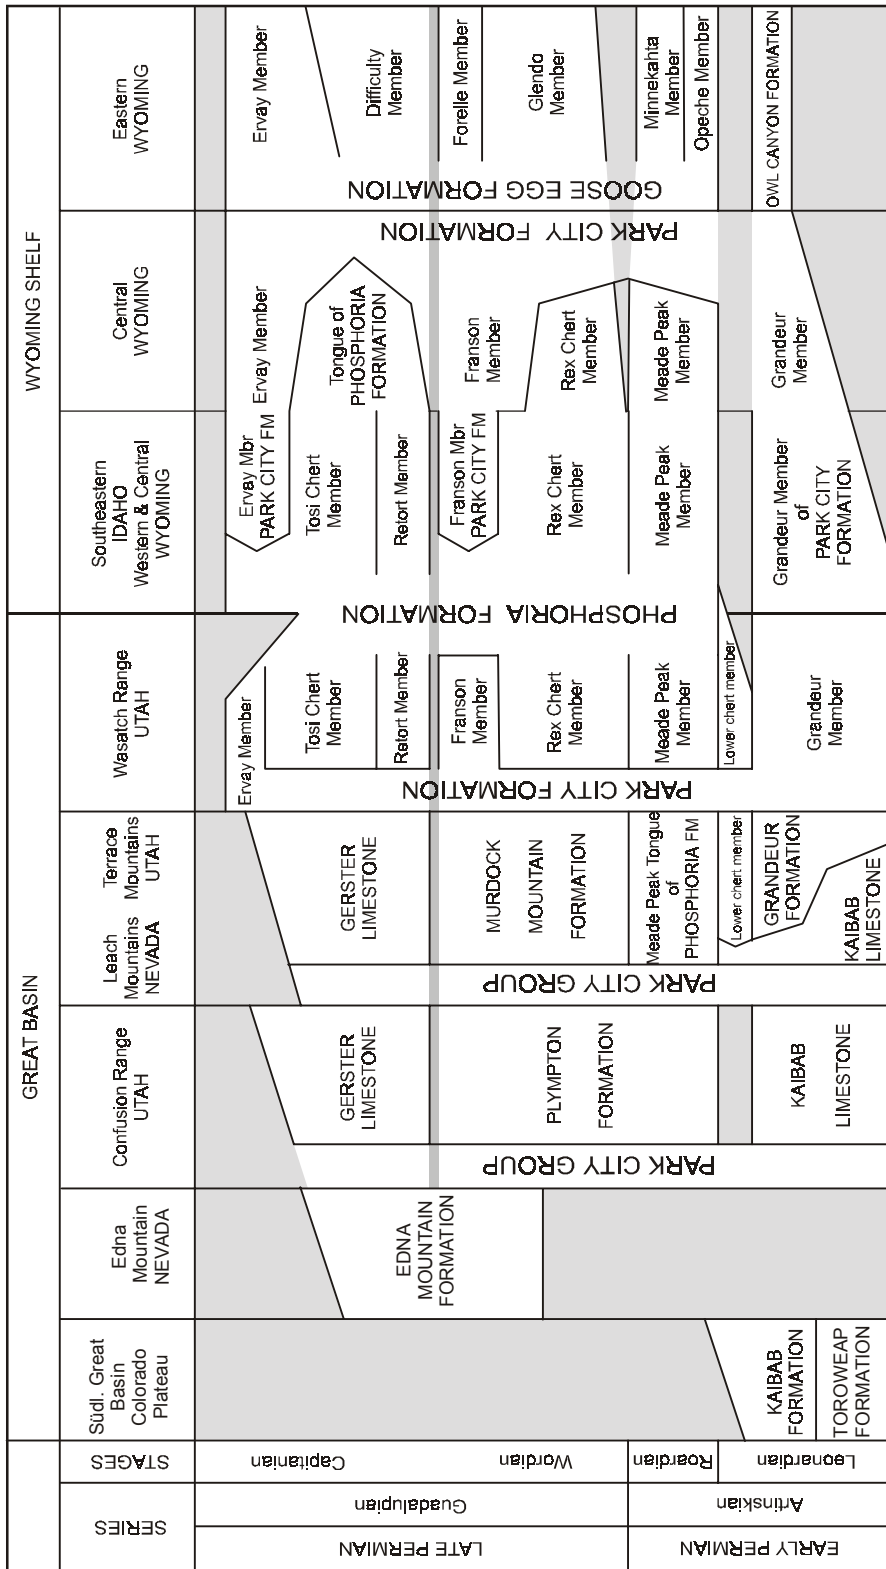 GREAT BASIN
WYOMING SHELF
SERIES
STAGES
Südl. Great
Basin
Colorado
Plateau
Edna
Mountain
NEVADA
Confusion Range
UTAH
Leach
Mountains
NEVADA
Terrace
Mountains
UTAH
Wasatch Range
UTAH
Southeastern
IDAHO
Western & Central
WYOMING
Central
WYOMING
Eastern
WYOMING
LATE PERMIAN
EARLY PERMIAN
Guadalupian
Artinskian
Capitanian
Wordian
Roardian
Leonardian
KAIBAB
FORMATION
TOROWEAP
FORMATION
EDNA
MOUNTAIN
FORMATION
PARK CITY GROUP
GERSTER
LIMESTONE
PLYMPTON
FORMATION
KAIBAB
LIMESTONE
PARK CITY GROUP
GERSTER
LIMESTONE
MURDOCK
MOUNTAIN
FORMATION
Meade Peak Tongue
of
PHOSPHORIA FM
Lower chert member
GRANDEUR
FORMATION
KAIBAB
LIMESTONE
PARK CITY FORMATION
Ervay Member
Tosi Chert
Member
Retort Member
Franson
Member
Rex Chert
Member
Meade Peak
Member
Lower chert member
Grandeur
Member
PHOSPHORIA FORMATION
Ervay Mbr
PARK CITY FM
Tosi Chert
Member
Retort Member
Franson Mbr
PARK CITY FM
Rex Chert
Member
Meade Peak
Member
Grandeur Member
of
PARK CITY
FORMATION
Ervay Member
Tongue of
PHOSPHORIA
FORMATION
Franson
Member
Rex Chert
Member
Meade Peak
Member
Grandeur
Member
PARK CITY FORMATION
GOOSE EGG FORMATION
Ervay Member
Difficulty
Member
Forelle Member
Glendo
Member
Minnekahta
Member
Opeche Member
OWL CANYON FORMATION